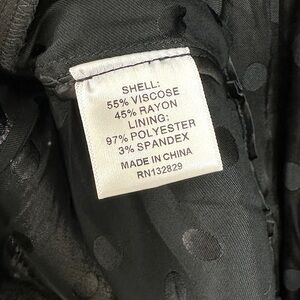 SHELL:
55% VISCOSE
45% RAYON
LINING:
97% POLYESTER
3% SPANDEX
MADE IN CHINA
RN132829